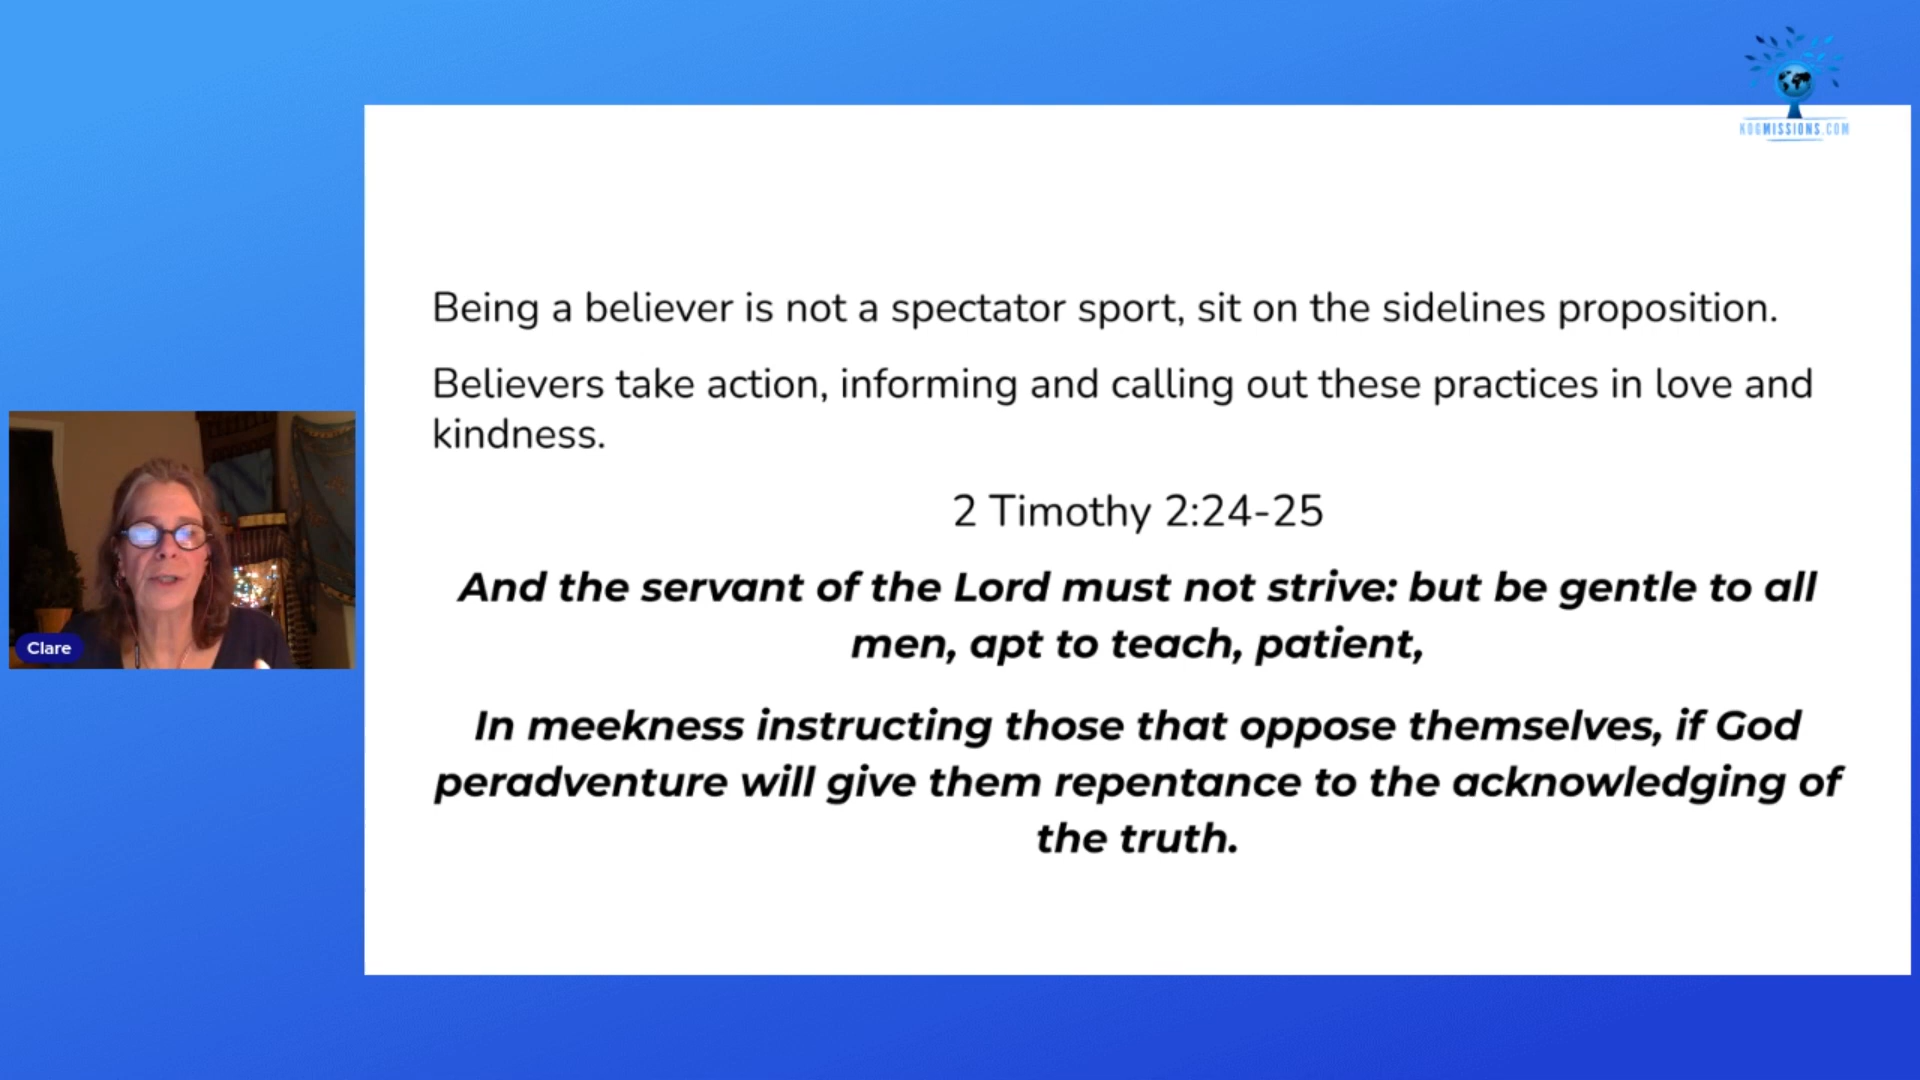 KOGMISSIONS.COM
Being a believer is not a spectator sport, sit on the sidelines proposition.
Believers take action, informing and calling out these practices in love and
kindness.
2 Timothy 2:24-25
And the servant of the Lord must not strive: but be gentle to all
men, apt to teach, patient,
In meekness instructing those that oppose themselves, if God
peradventure will give them repentance to the acknowledging of
the truth.
Clare